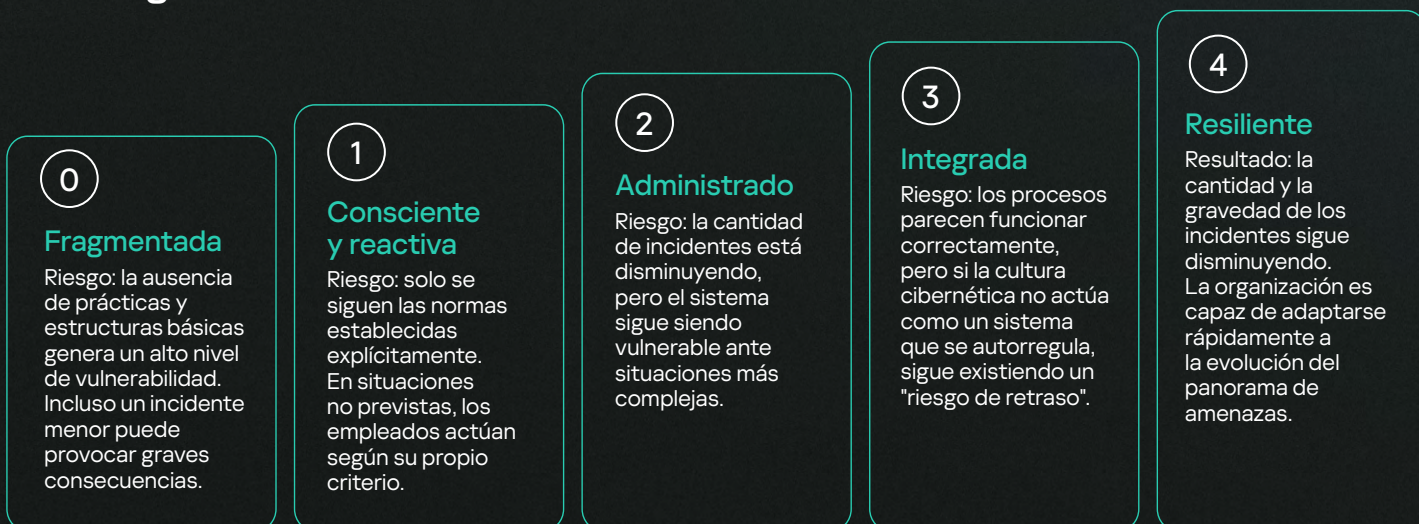 0
Fragmentada
Riesgo: la ausencia
de prácticas y
estructuras básicas
genera un alto nivel
de vulnerabilidad.
Incluso un incidente
menor puede
provocar graves
consecuencias.
1
Consciente
y reactiva
Riesgo: solo se
siguen las normas
establecidas
explícitamente.
En situaciones
no previstas, los
empleados actúan
según su propio
criterio.
2
Administrado
Riesgo: la cantidad
de incidentes está
disminuyendo,
pero el sistema
sigue siendo
vulnerable ante
situaciones más
complejas.
3
Integrada
Riesgo: los procesos
parecen funcionar
correctamente,
pero si la cultura
cibernética no actúa
como un sistema
que se autorregula,
sigue existiendo un
"riesgo de retraso".
4
Resiliente
Resultado: la
cantidad y la
gravedad de los
incidentes sigue
disminuyendo.
La organización es
capaz de adaptarse
rápidamente a
la evolución del
panorama de
amenazas.